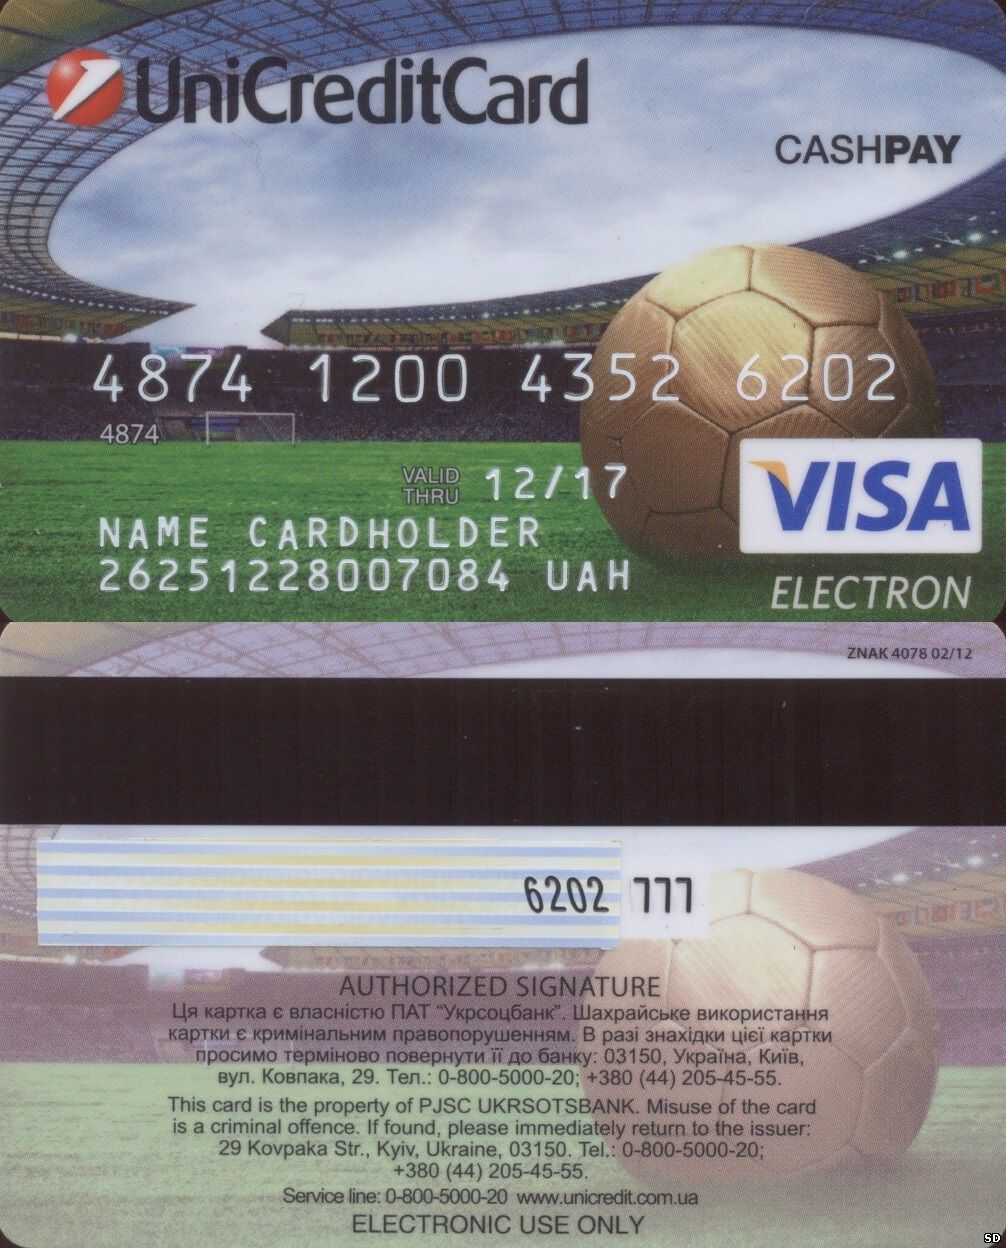 UniCreditCard
CASHPAY
4874 1200 4352 6202
4874
VALID THRU 12/17
NAME CARDHOLDER
26251228007084 UAH
VISA
ELECTRON
ZNAK 4078 02/12
6202 777
AUTHORIZED SIGNATURE
Ця картка є власністю ПАТ “Укрсоцбанк”. Шахрайське використання
картки є кримінальним правопорушенням. В разі знахідки цієї картки
просимо терміново повернути її до банку: 03150, Україна, Київ,
вул. Ковпака, 29. Тел.: 0-800-5000-20; +380 (44) 205-45-55.
This card is the property of PJSC UKRSOTSBANK. Misuse of the card
is a criminal offence. If found, please immediately return to the issuer:
29 Kovpaka Str., Kyiv, Ukraine, 03150. Tel.: 0-800-5000-20;
+380 (44) 205-45-55.
Service line: 0-800-5000-20 www.unicredit.com.ua
ELECTRONIC USE ONLY
SD